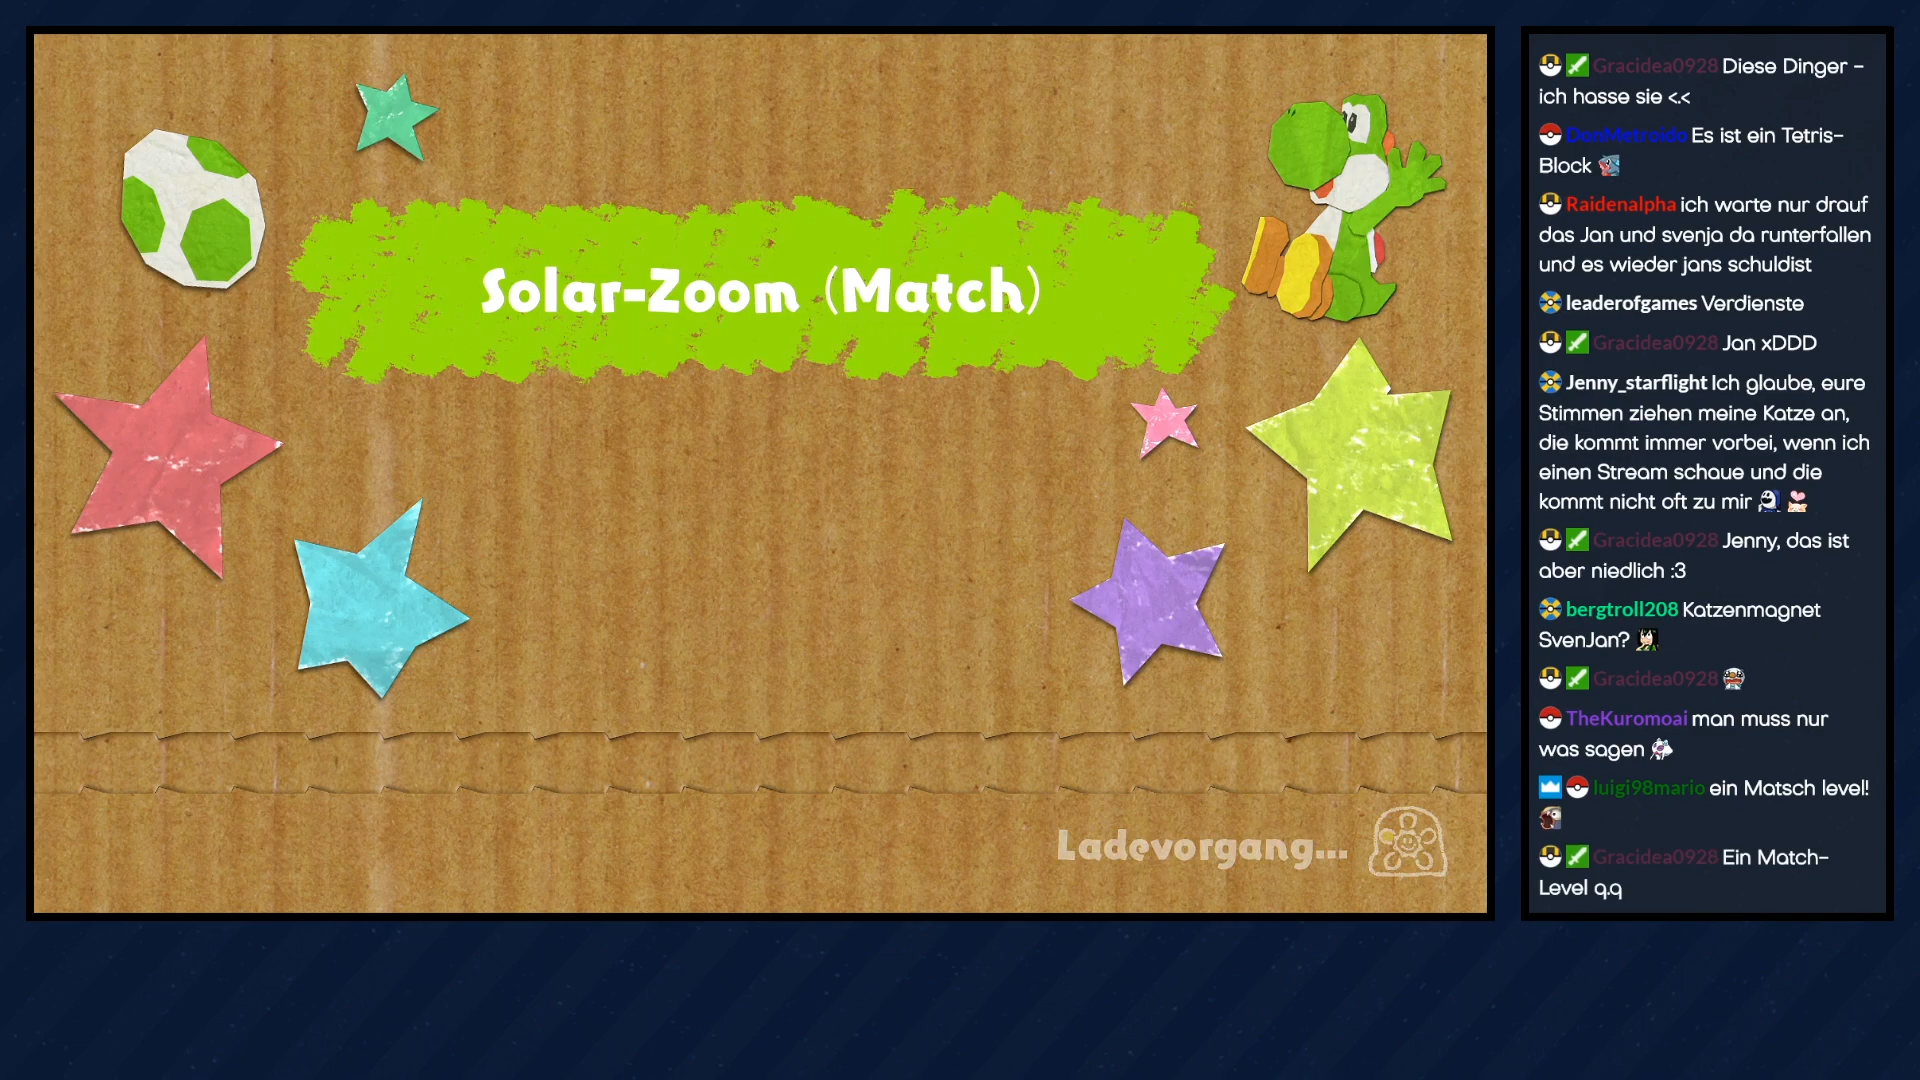 Solar-Zoom (Match)
Ladevorgang...
Gracidea0928 Diese Dinger -
ich hasse sie <.<
DonMetroido Es ist ein Tetris-
Block
Raidenalpha ich warte nur drauf
das Jan und svenja da runterfallen
und es wieder jans schuldist
leaderofgames Verdienste
Gracidea0928 Jan xDDD
Jenny_starflight Ich glaube, eure
Stimmen ziehen meine Katze an,
die kommt immer vorbei, wenn ich
einen Stream schaue und die
kommt nicht oft zu mir
Gracidea0928 Jenny, das ist
aber niedlich :3
bergtroll208 Katzenmagnet
SvenJan?
Gracidea0928
TheKuromoai man muss nur
was sagen
luigi98mario ein Matsch level!
Gracidea0928 Ein Match-
Level q.q